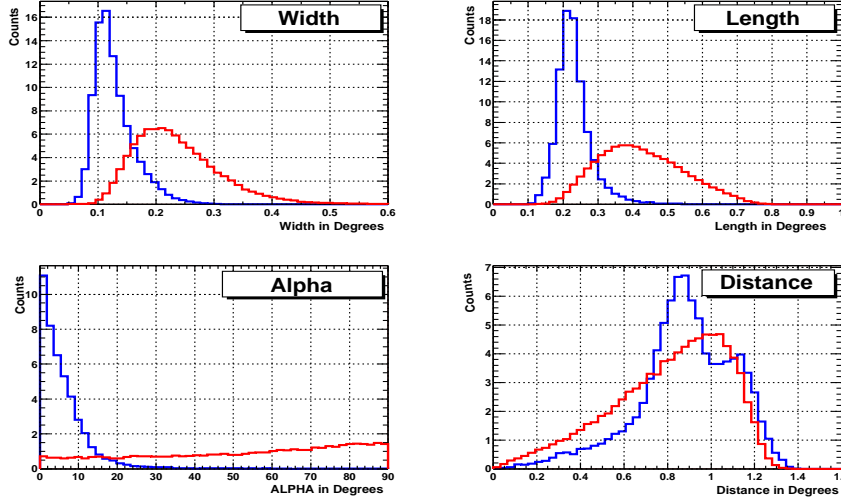 Width
Counts
16
14
12
10
8
6
4
2
0
0 0.1 0.2 0.3 0.4 0.5 0.6
Width in Degrees
Length
Counts
18
16
14
12
10
8
6
4
2
0
0 0.1 0.2 0.3 0.4 0.5 0.6 0.7 0.8 0.9 1
Length in Degrees
Alpha
Counts
10
8
6
4
2
0
0 10 20 30 40 50 60 70 80 90
ALPHA in Degrees
Distance
Counts
7
6
5
4
3
2
1
0
0 0.2 0.4 0.6 0.8 1.0 1.2 1.4 1.6
Distance in Degrees